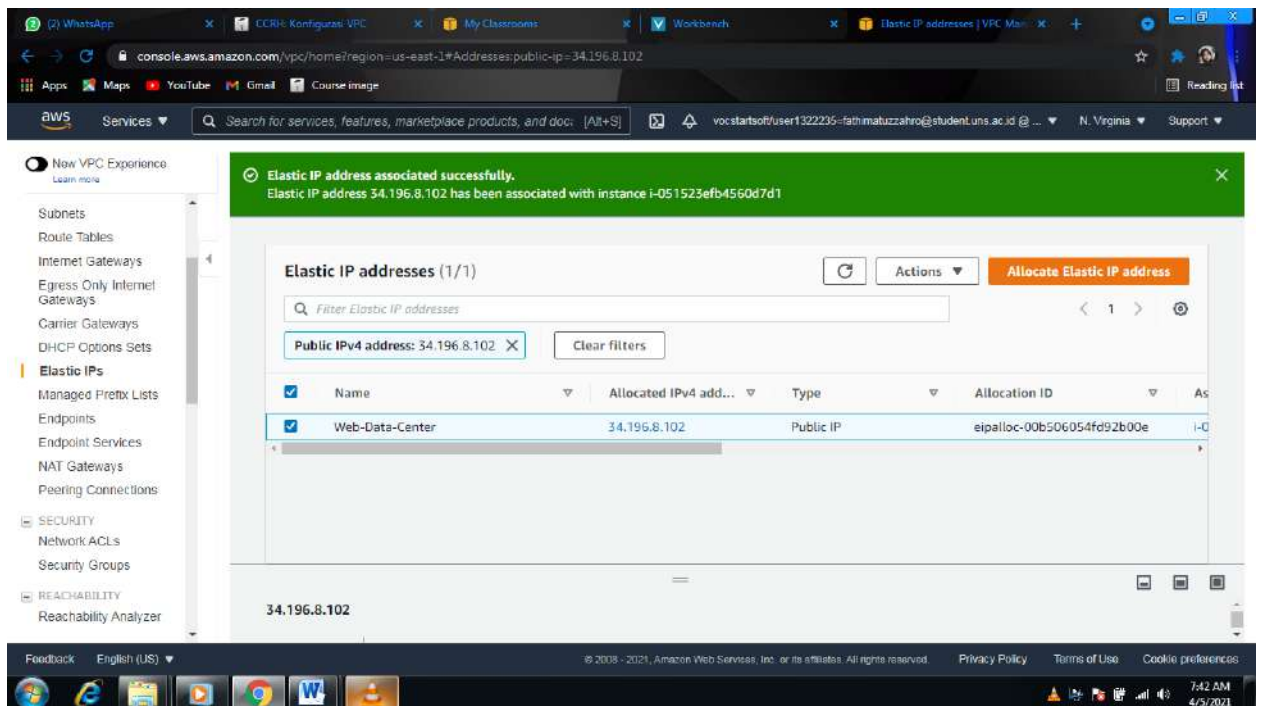 (2) WhatsApp
CCRH: Konfigurasi VPC
My Classrooms
Workbench
Elastic IP addresses | VPC Man
console.aws.amazon.com/vpc/home?region=us-east-1#Addresses:public-ip=34.196.8.102
Apps Maps YouTube Gmail Course image Reading list
aws Services ▼ Search for services, features, marketplace products, and doc: [Alt+S] vocstartsoft/user1322235=fathimatuzzahro@student.uns.ac.id @ ... ▼ N. Virginia ▼ Support ▼
New VPC Experience
Learn more
Subnets
Route Tables
Internet Gateways
Egress Only Internet
Gateways
Carrier Gateways
DHCP Options Sets
Elastic IPs
Managed Prefix Lists
Endpoints
Endpoint Services
NAT Gateways
Peering Connections
SECURITY
Network ACLs
Security Groups
REACHABILITY
Reachability Analyzer
Elastic IP address associated successfully.
Elastic IP address 34.196.8.102 has been associated with instance i-051523efb4560d7d1
Elastic IP addresses (1/1)
Actions ▼
Allocate Elastic IP address
Filter Elastic IP addresses
< 1 >
Public IPv4 address: 34.196.8.102 X
Clear filters
Name Allocated IPv4 add... Type Allocation ID As
Web-Data-Center 34.196.8.102 Public IP eipalloc-00b506054fd92b00e i-0
34.196.8.102
Feedback English (US) ▼ © 2008 - 2021, Amazon Web Services, Inc. or its affiliates. All rights reserved. Privacy Policy Terms of Use Cookie preferences
7:42 AM
4/5/2021